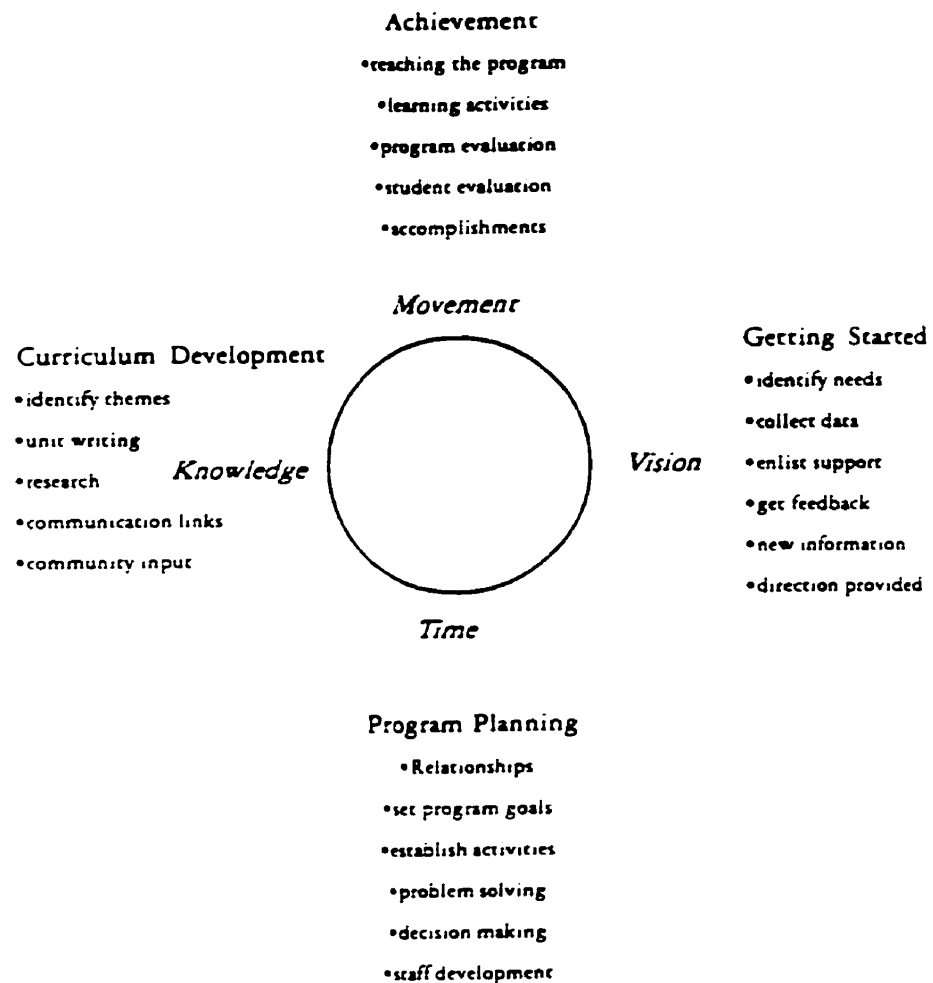 Achievement
•teaching the program
•learning activities
•program evaluation
•student evaluation
•accomplishments
Movement
Curriculum Development
•identify themes
•unit writing
•research
•communication links
•community input
Knowledge
Vision
Getting Started
•identify needs
•collect data
•enlist support
•get feedback
•new information
•direction provided
Time
Program Planning
•Relationships
•set program goals
•establish activities
•problem solving
•decision making
•staff development